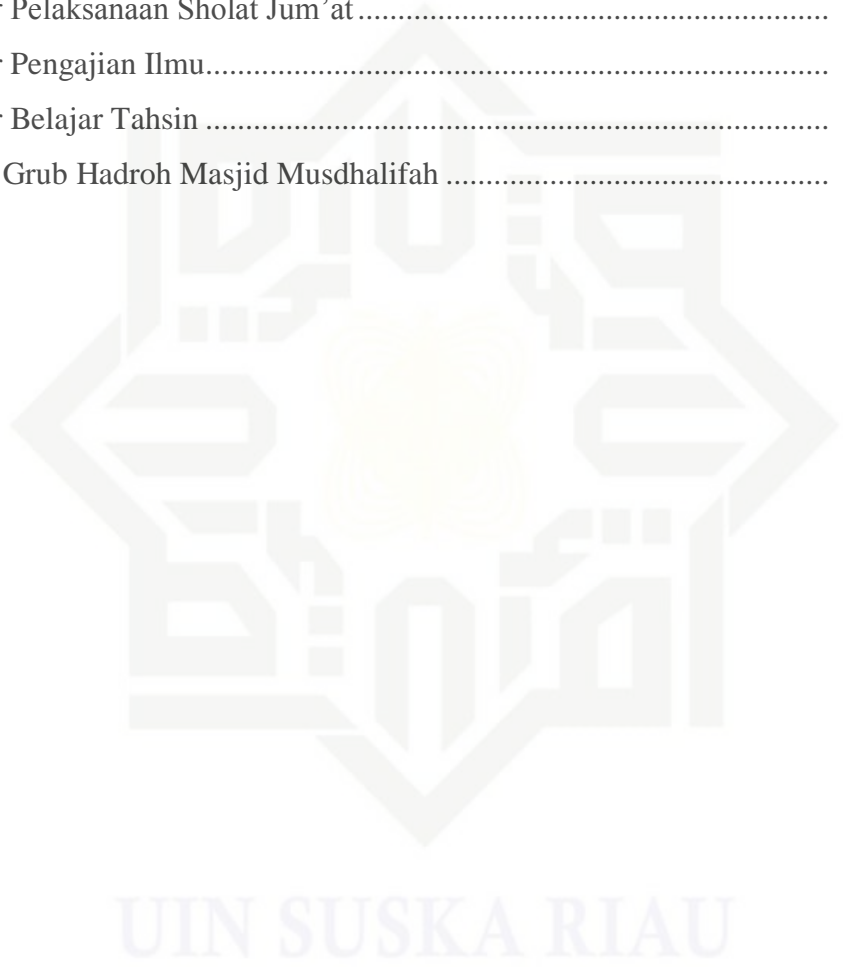 r Pelaksanaan Sholat Jum’at ..................................................................
r Pengajian Ilmu...................................................................................
r Belajar Tahsin ...................................................................................
Grub Hadroh Masjid Musdhalifah .........................................
UIN SUSKA RIAU